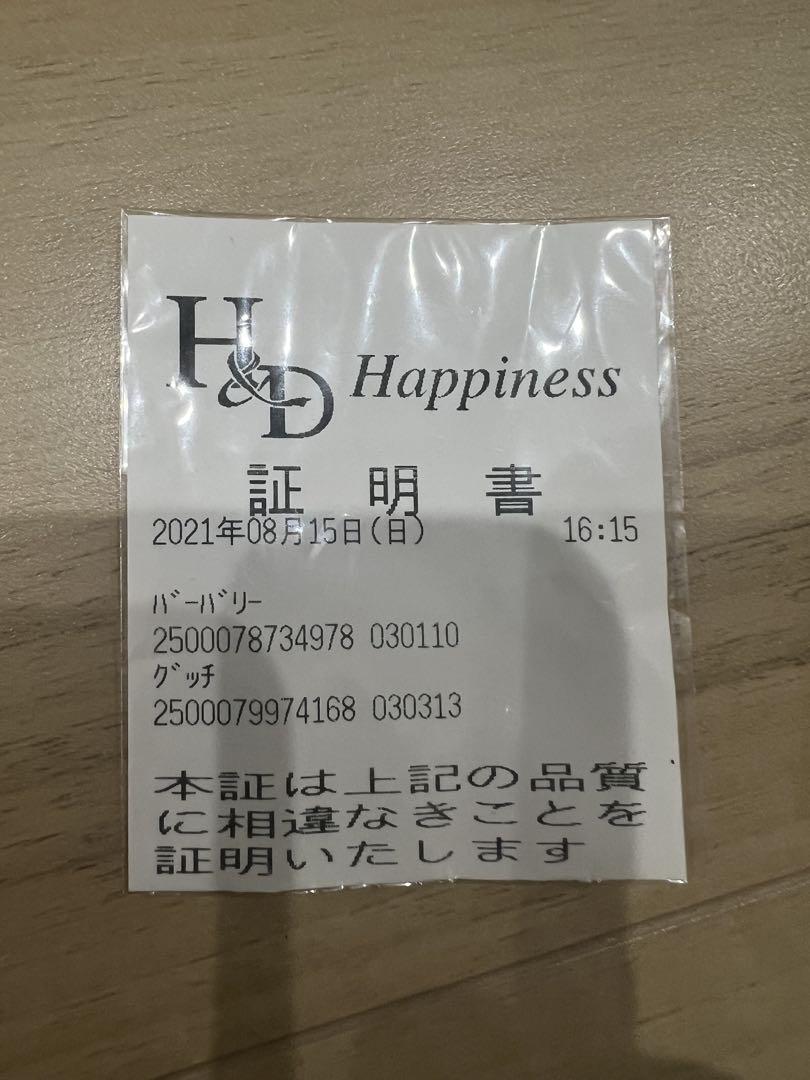 H&D Happiness
証明書
2021年08月15日(日) 16:15
ﾊﾞｰﾊﾞﾘｰ
2500078734978 030110
ｸﾞｯﾁ
2500079974168 030313
本証は上記の品質
に相違なきことを
証明いたします